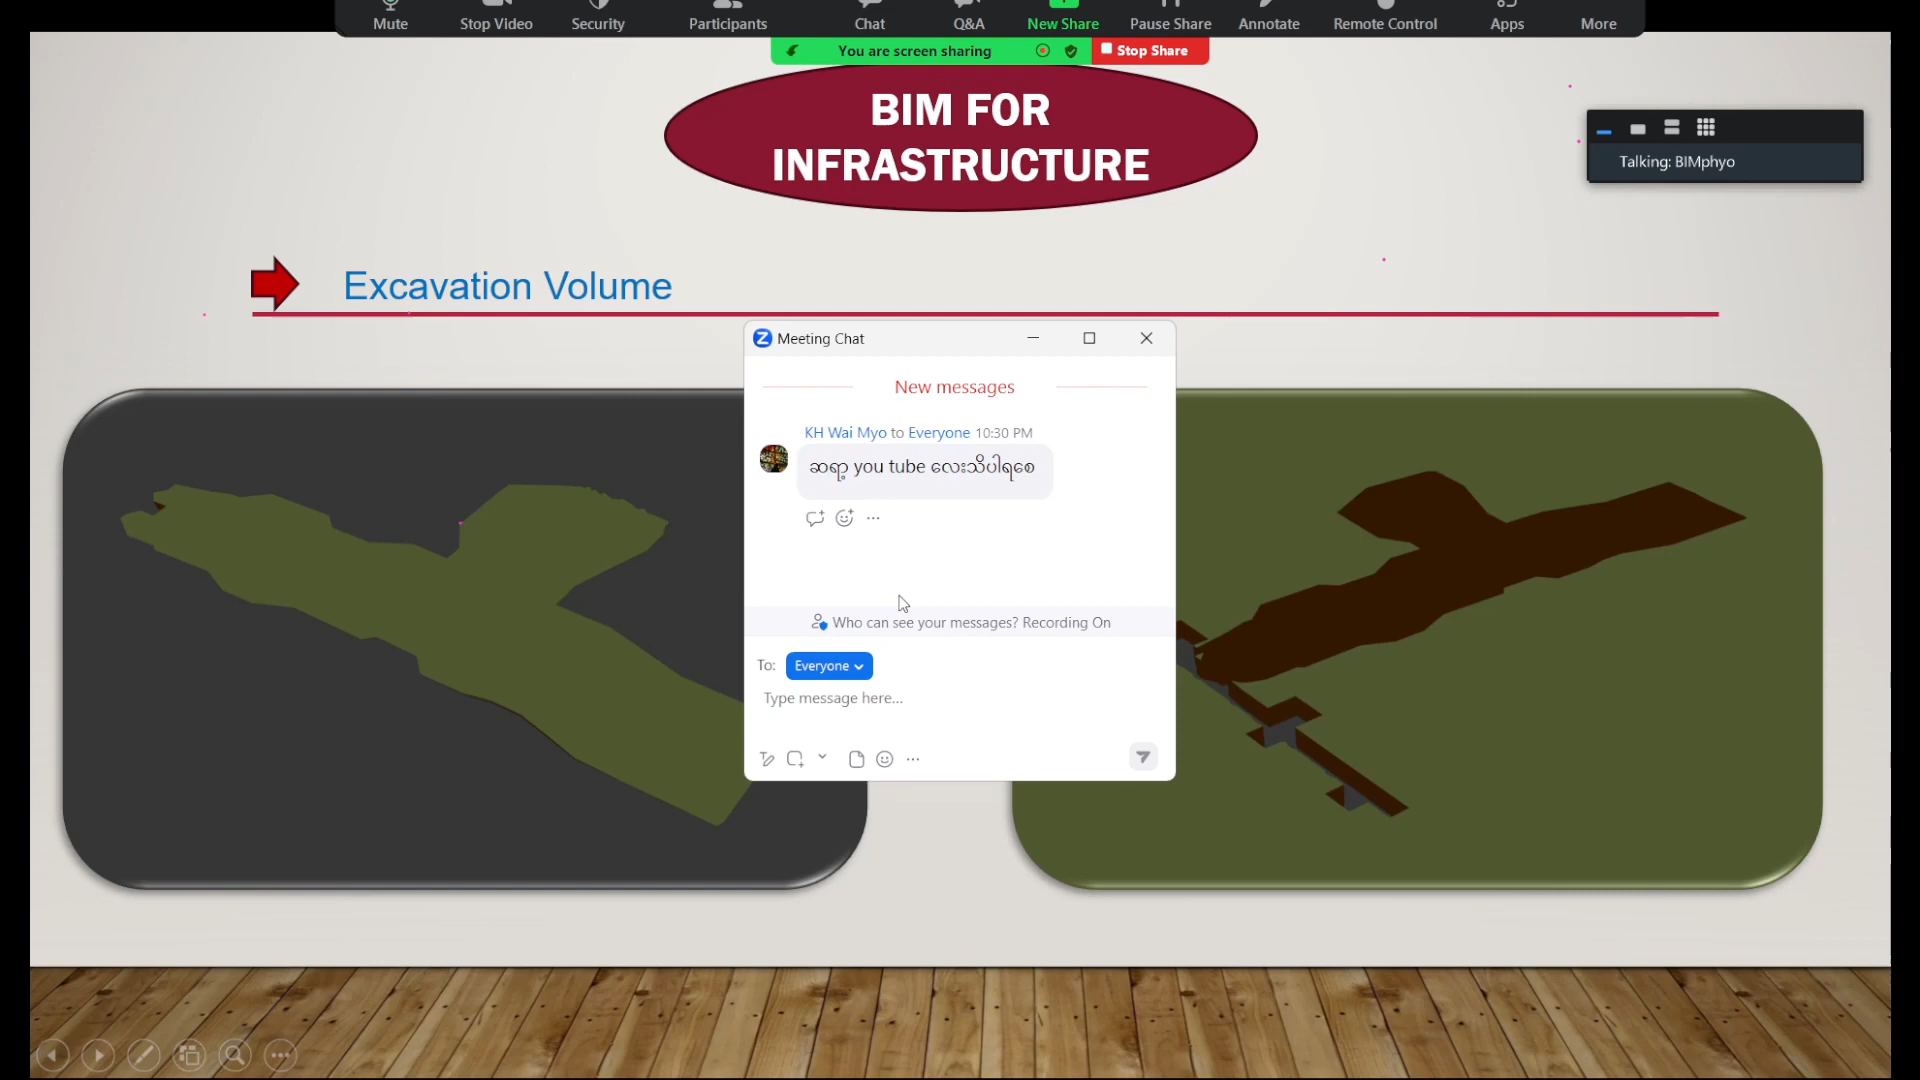 Mute Stop Video Security Participants Chat Q&A New Share Pause Share Annotate Remote Control Apps More
You are screen sharing Stop Share
BIM FOR
INFRASTRUCTURE
Talking: BIMphyo
Excavation Volume
Meeting Chat
New messages
KH Wai Myo to Everyone 10:30 PM
ဆရာ့ you tube လေးသိပါရစေ
Who can see your messages? Recording On
To: Everyone
Type message here...